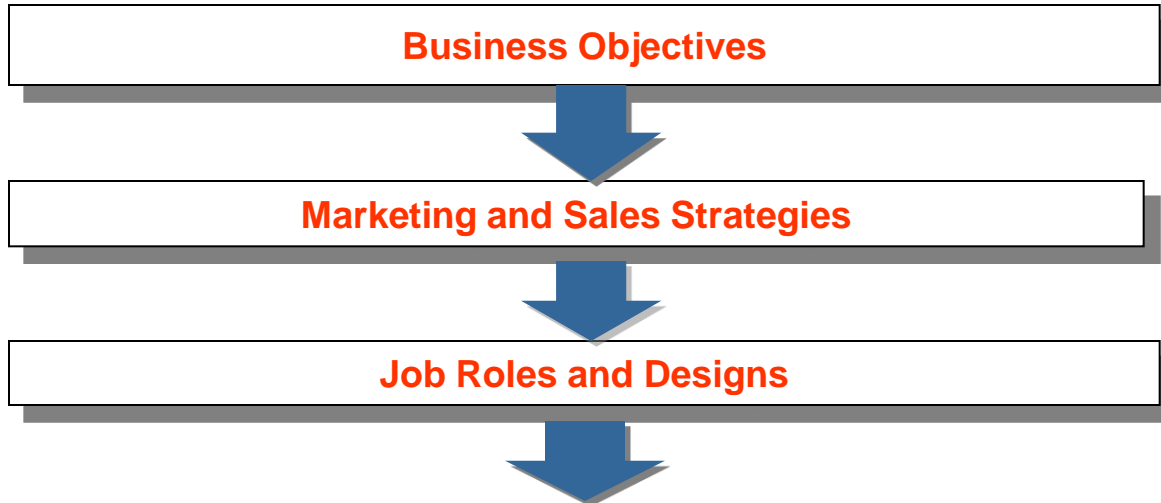 Business Objectives
Marketing and Sales Strategies
Job Roles and Designs